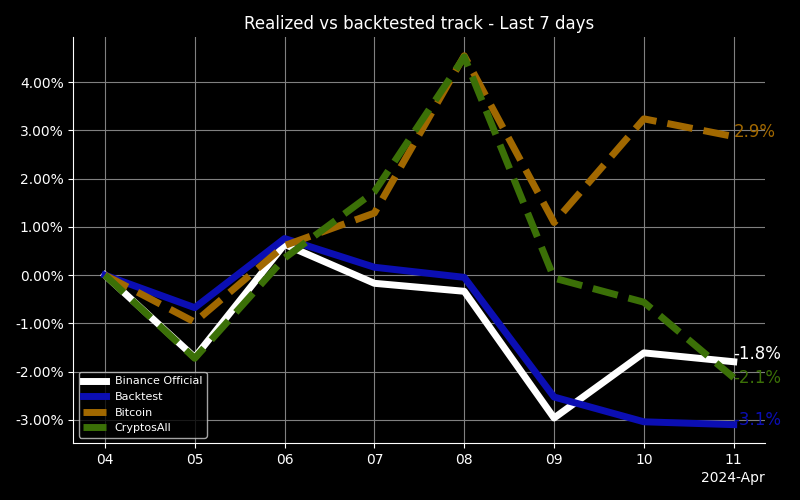 Realized vs backtested track - Last 7 days
4.00%
3.00%
2.00%
1.00%
0.00%
-1.00%
-2.00%
-3.00%
2.9%
-1.8%
-2.1%
-3.1%
Binance Official
Backtest
Bitcoin
CryptosAll
04 05 06 07 08 09 10 11
2024-Apr